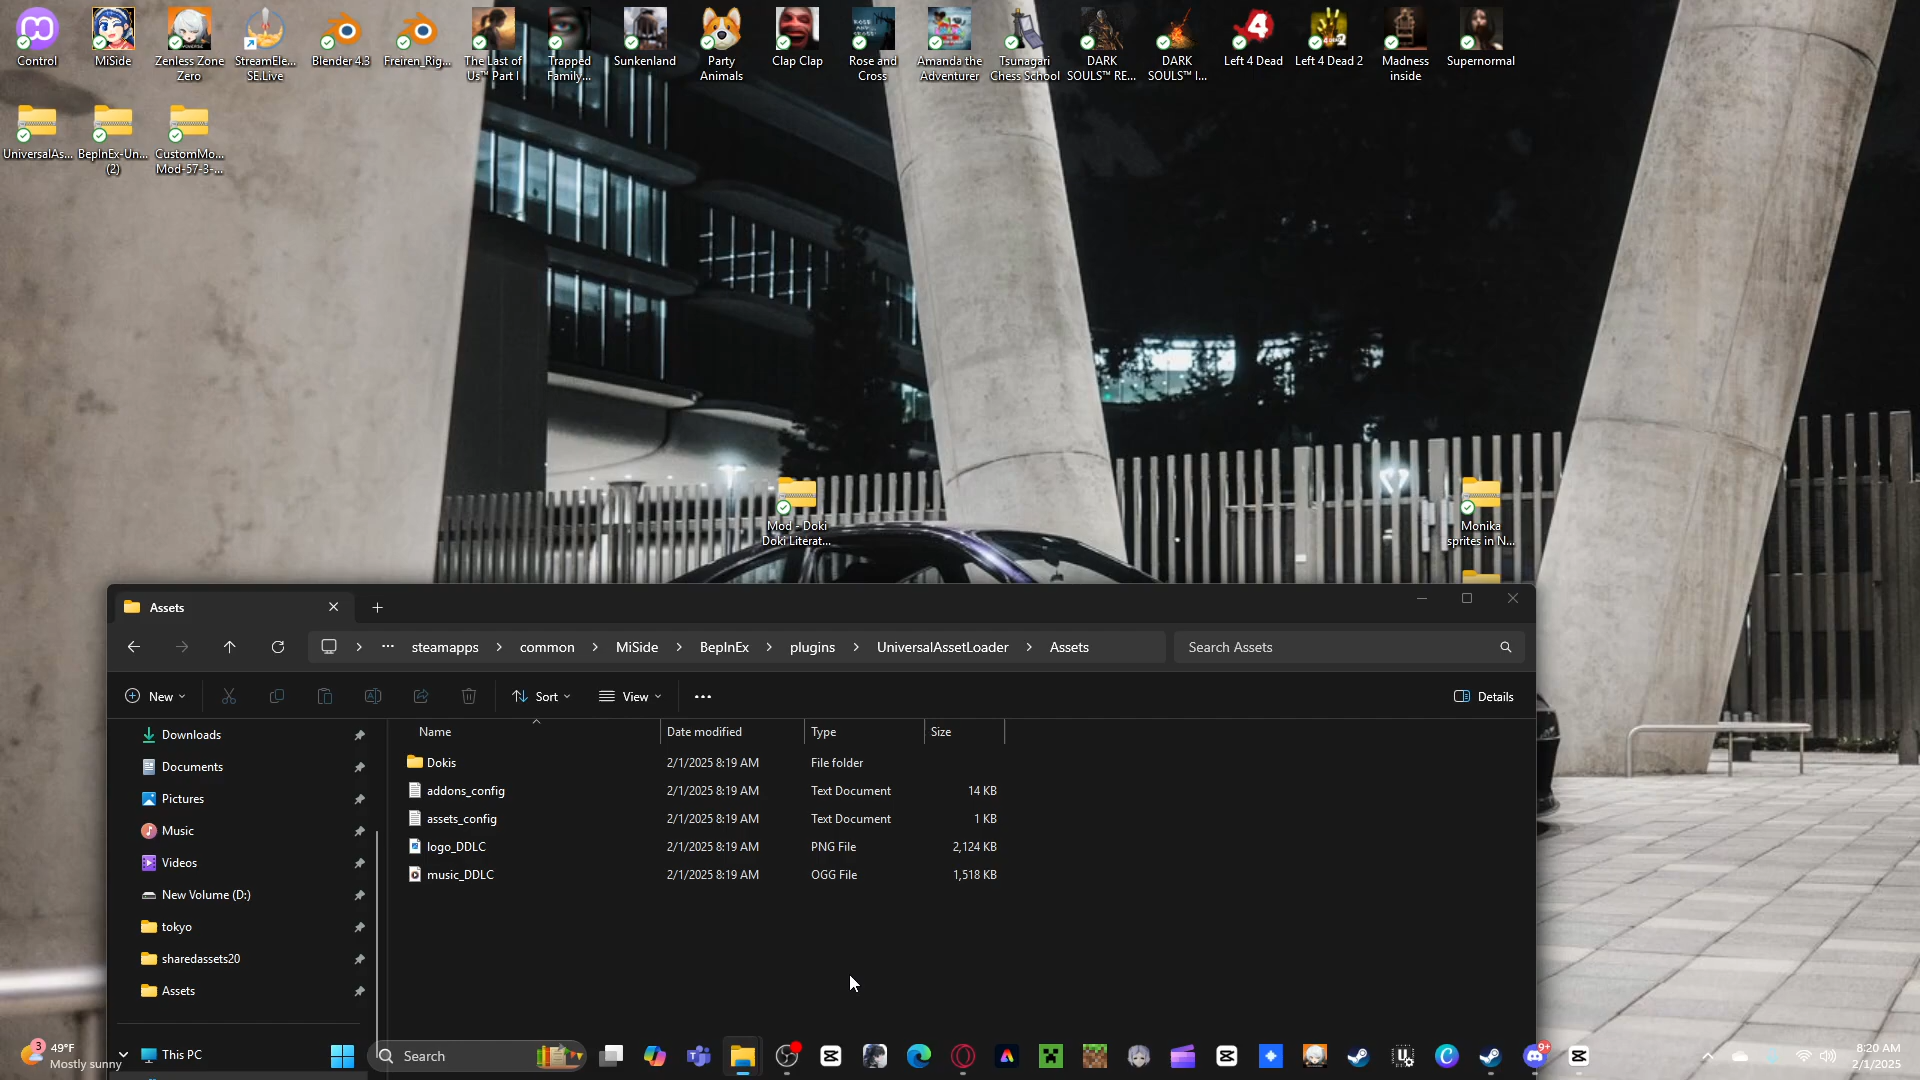 Control
MiSide
Zenless Zone
Zero
StreamEle...
SE.Live
Blender 4.3
Freiren_Rig...
The Last of
Us™ Part I
Trapped
Family...
Sunkenland
Party
Animals
Clap Clap
Rose and
Cross
Amanda the
Adventurer
Tsunagari
Chess School
DARK
SOULS™ RE...
DARK
SOULS™ I...
Left 4 Dead
Left 4 Dead 2
Madness
inside
Supernormal
UniversalAs...
BepInEx-Un...
(2)
CustomMo...
Mod-57-3-...
Mod - Doki
Doki Literat...
Monika
sprites in N...
Assets
steamapps
common
MiSide
BepInEx
plugins
UniversalAssetLoader
Assets
Search Assets
New
Sort
View
Details
Name
Date modified
Type
Size
Downloads
Documents
Pictures
Music
Videos
New Volume (D:)
tokyo
sharedassets20
Assets
This PC
Dokis 2/1/2025 8:19 AM File folder
addons_config 2/1/2025 8:19 AM Text Document 14 KB
assets_config 2/1/2025 8:19 AM Text Document 1 KB
logo_DDLC 2/1/2025 8:19 AM PNG File 2,124 KB
music_DDLC 2/1/2025 8:19 AM OGG File 1,518 KB
3
49°F
Mostly sunny
Search
9+
8:20 AM
2/1/2025